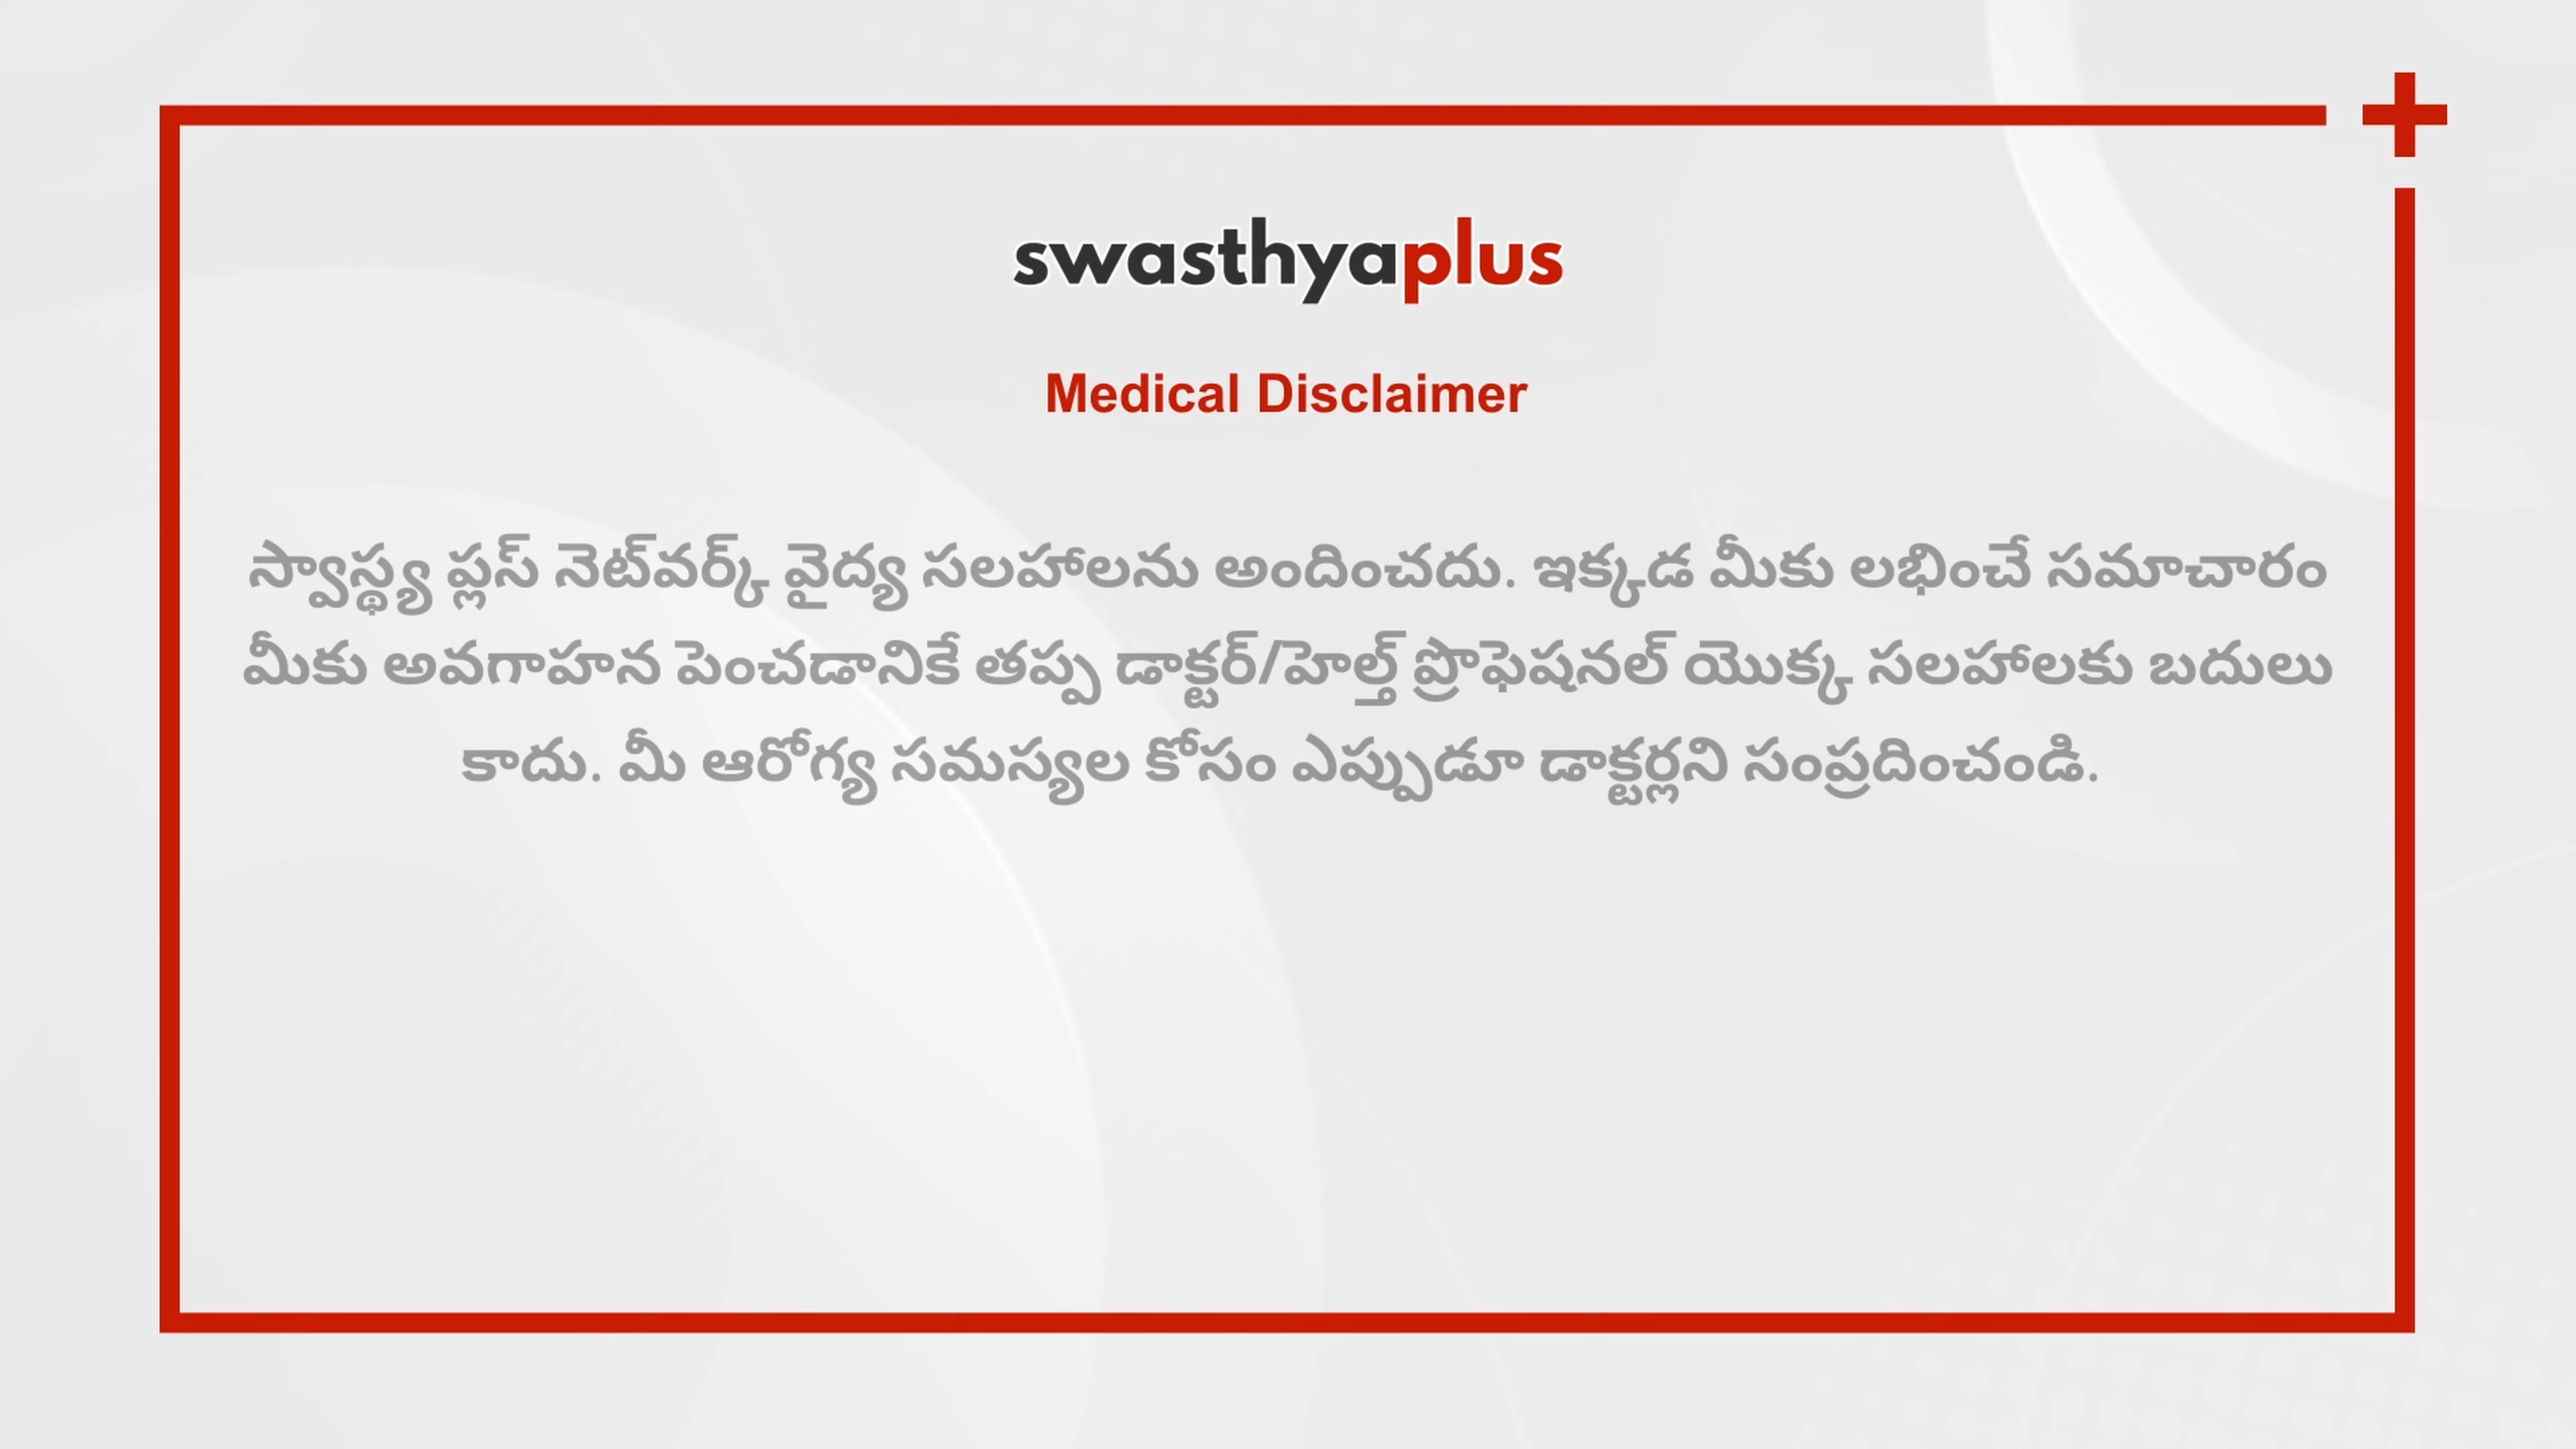 swasthyaplus
Medical Disclaimer
స్వాస్థ్య ప్లస్ నెట్‌వర్క్ వైద్య సలహాలను అందించదు. ఇక్కడ మీకు లభించే సమాచారం
మీకు అవగాహన పెంచడానికే తప్ప డాక్టర్/హెల్త్ ప్రొఫెషనల్ యొక్క సలహాలకు బదులు
కాదు. మీ ఆరోగ్య సమస్యల కోసం ఎప్పుడూ డాక్టర్లని సంప్రదించండి.